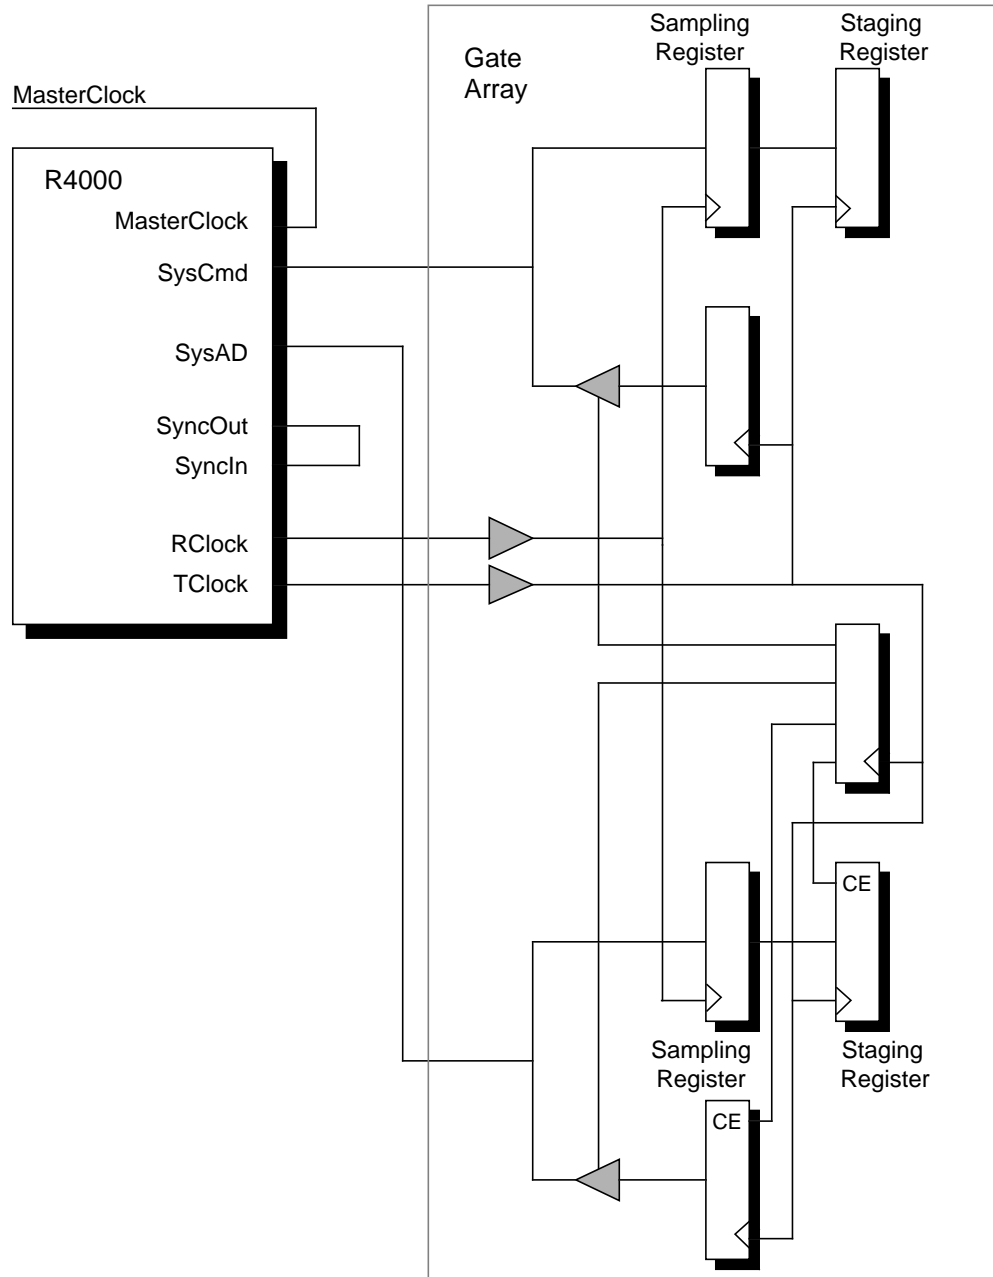 Sampling
Register
Staging
Register
Gate
Array
MasterClock
R4000
MasterClock
SysCmd
SysAD
SyncOut
SyncIn
RClock
TClock
CE
Sampling
Register
Staging
Register
CE